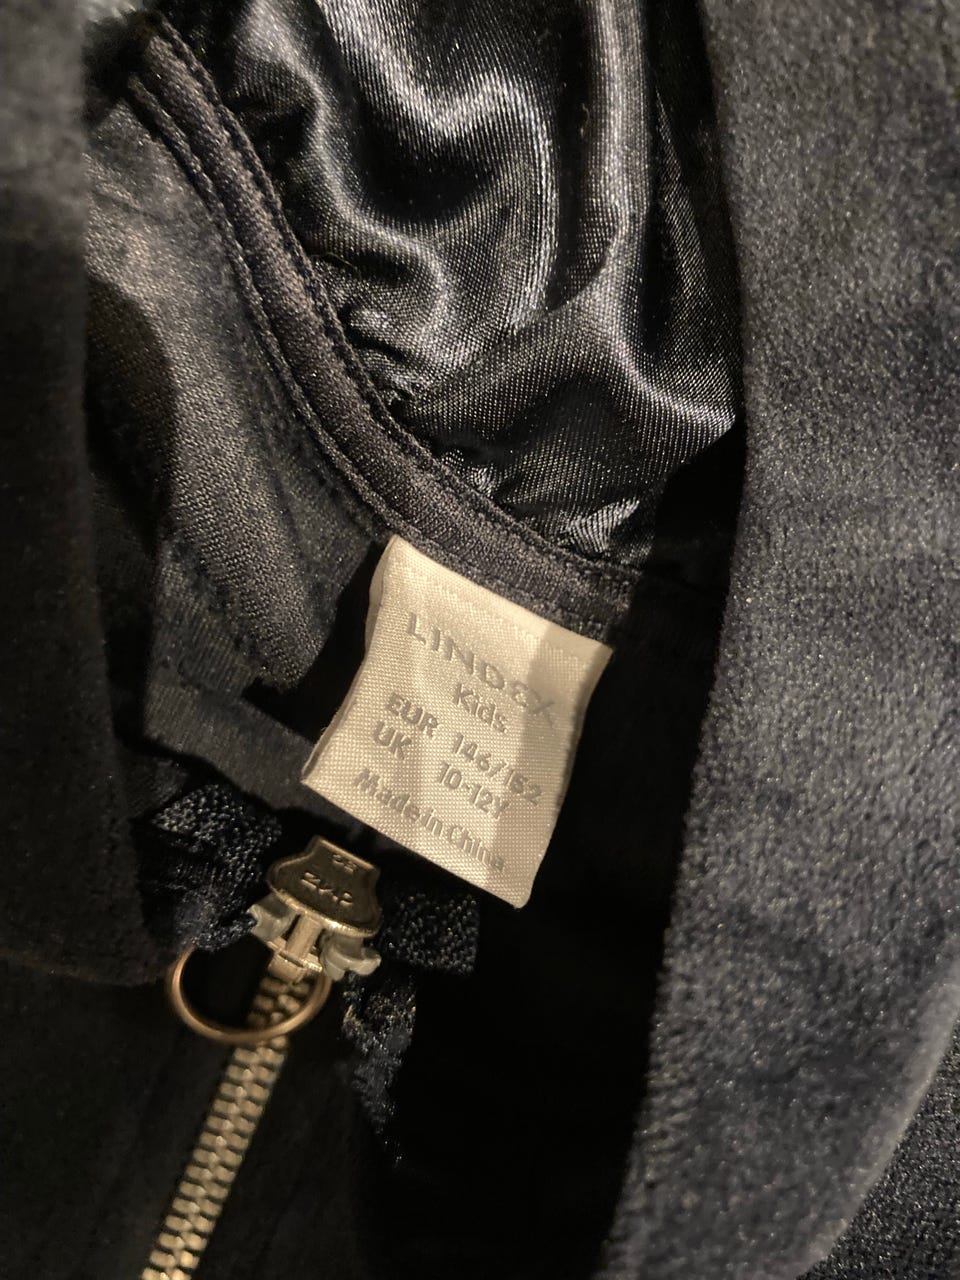 LINDEX
Kids
EUR 146/152
UK 10-12Y
Made in China